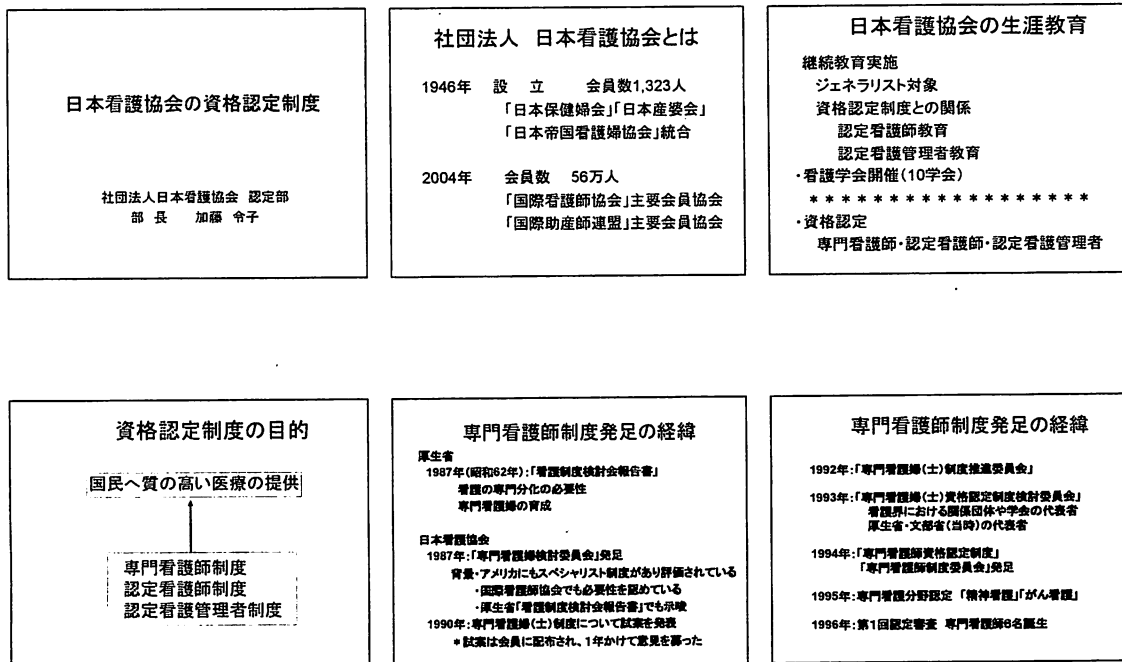 日本看護協会の資格認定制度
社団法人日本看護協会 認定部
部 長 加藤 令子
社団法人 日本看護協会とは
1946年 設 立 会員数1,323人
「日本保健婦会」「日本産婆会」
「日本帝国看護婦協会」統合
2004年 会員数 56万人
「国際看護師協会」主要会員協会
「国際助産師連盟」主要会員協会
日本看護協会の生涯教育
継続教育実施
ジェネラリスト対象
資格認定制度との関係
認定看護師教育
認定看護管理者教育
・看護学会開催(10学会)
* * * * * * * * * * * * * * * * * *
・資格認定
専門看護師・認定看護師・認定看護管理者
資格認定制度の目的
国民へ質の高い医療の提供
専門看護師制度
認定看護師制度
認定看護管理者制度
専門看護師制度発足の経緯
厚生省
1987年(昭和62年):「看護制度検討会報告書」
看護の専門分化の必要性
専門看護婦の育成
日本看護協会
1987年:「専門看護婦検討委員会」発足
背景・アメリカにもスペシャリスト制度があり評価されている
・国際看護師協会でも必要性を認めている
・厚生省「看護制度検討会報告書」でも示唆
1990年:専門看護婦(士)制度について試案を発表
*試案は会員に配布され、1年かけて意見を募った
専門看護師制度発足の経緯
1992年:「専門看護婦(士)制度推進委員会」
1993年:「専門看護婦(士)資格認定制度検討委員会」
看護界における関係団体や学会の代表者
厚生省・文部省(当時)の代表者
1994年:「専門看護師資格認定制度」
「専門看護師制度委員会」発足
1995年:専門看護分野認定 「精神看護」「がん看護」
1996年:第1回認定審査 専門看護師6名誕生